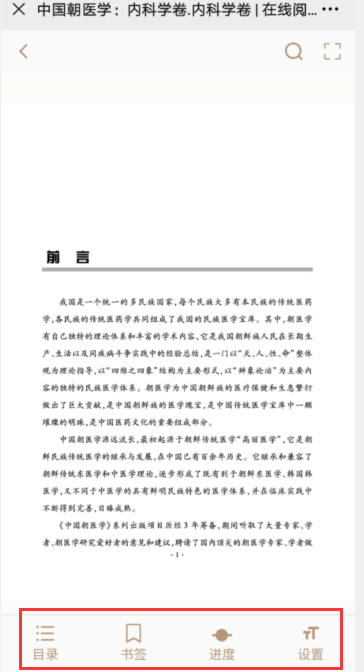 中国朝医学：内科学卷.内科学卷 | 在线阅...
前 言
我国是一个统一的多民族国家,每个民族大多有本民族的传统医药
学,各民族的传统医药学共同组成了我国的民族医学宝库。其中,朝医学
有自己独特的理论体系和丰富的学术内容,它是我国朝鲜族人民在长期生
产、生活以及同疾病斗争实践中的经验总结,是一门以“天、人、性、命”整体
观为理论指导,以“四维之四象”结构为主要形式,以“辨象论治”为主要内
容的独特的民族医学体系。朝医学为中国朝鲜族的医疗保健和生息繁衍
做出了巨大贡献,是中国朝鲜族的医学瑰宝,是中国传统医学宝库中一颗
璀璨的明珠,是中国医药文化的重要组成部分。
中国朝医学源远流长,最初起源于朝鲜传统医学“高丽医学”,它是朝
鲜民族传统医学的继承与发展,在中国已有百余年历史。它继承和兼容了
朝鲜传统东医学和中医学理论,逐步形成了既有别于朝鲜东医学、韩国韩
医学,又不同于中医学的具有鲜明民族特色的医学体系,并在临床实践中
不断得到完善,日臻成熟。
《中国朝医学》系列出版项目历经3年筹备,期间听取了大量专家、学
者、朝医学研究爱好者的意见和建议,聘请了国内顶尖的朝医学专家、学者做
· 1 ·
目录 书签 进度 设置